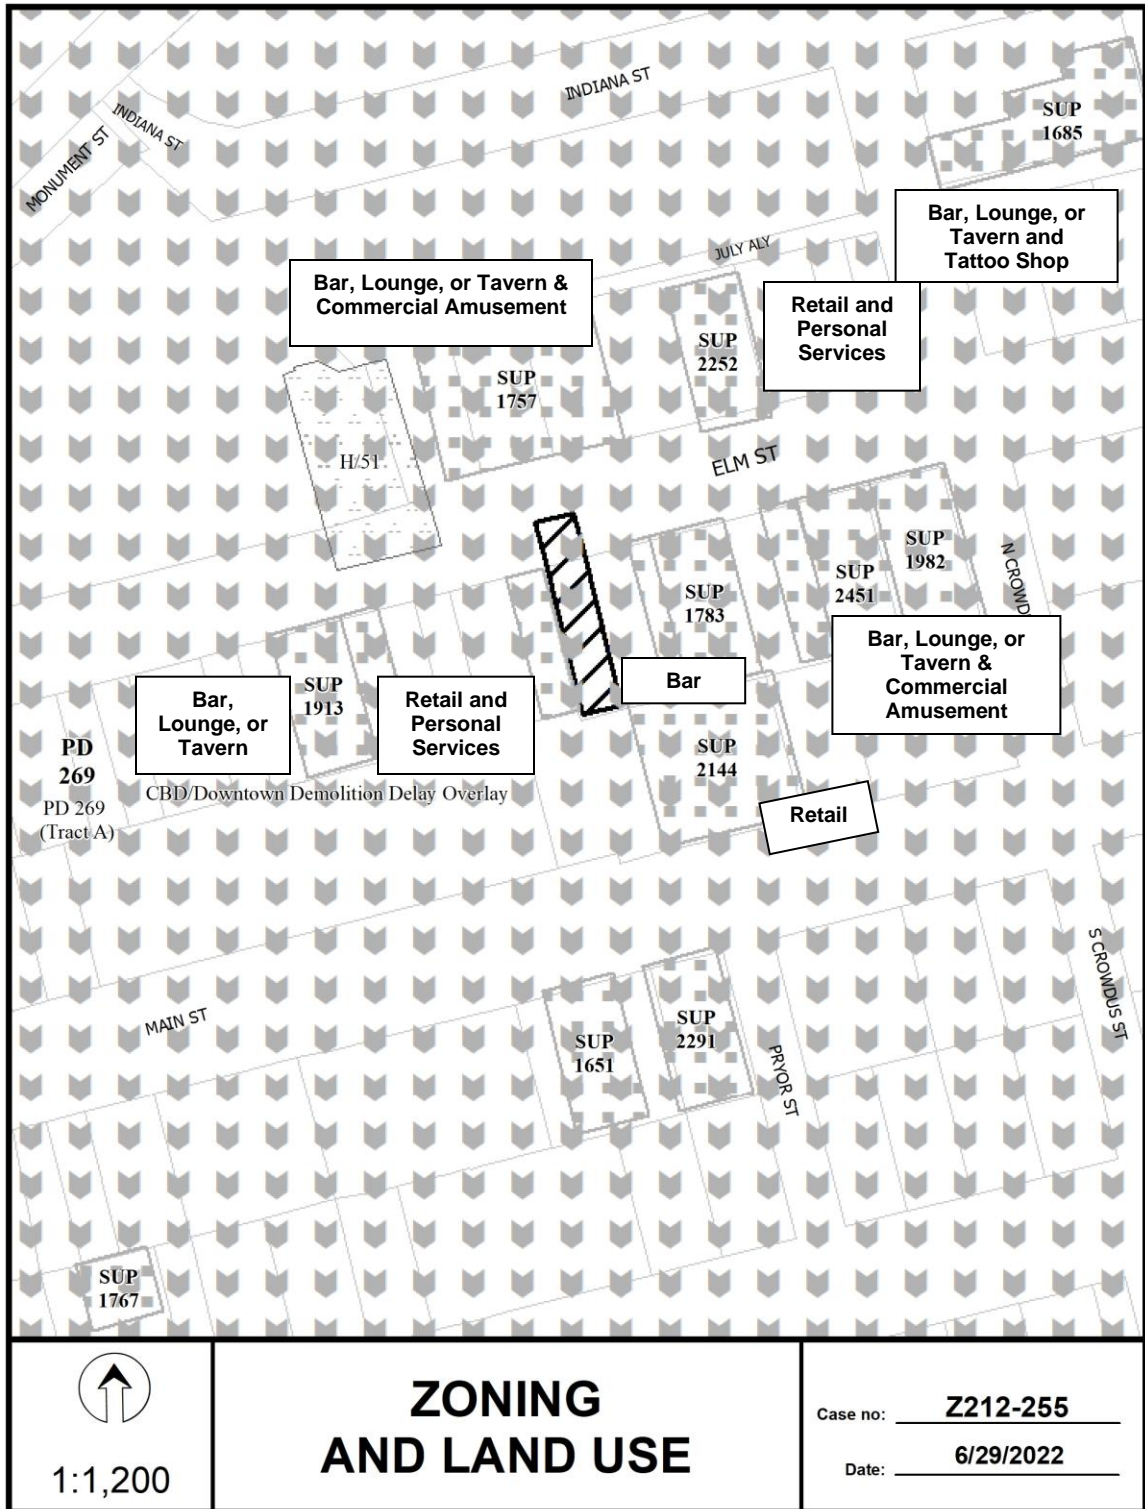 INDIANA ST
INDIANA ST
MONUMENT ST
SUP
1685
Bar, Lounge, or
Tavern and
Tattoo Shop
JULY ALY
Bar, Lounge, or Tavern &
Commercial Amusement
Retail and
Personal
Services
SUP
2252
SUP
1757
H/51
ELM ST
SUP
1982
SUP
2451
N CROWD
SUP
1783
Bar, Lounge, or
Tavern &
Commercial
Amusement
Bar
SUP
1913
Bar,
Lounge, or
Tavern
Retail and
Personal
Services
PD
269
PD 269
(Tract A)
CBD/Downtown Demolition Delay Overlay
SUP
2144
Retail
S CROWDUS ST
MAIN ST
SUP
1651
SUP
2291
PRYOR ST
SUP
1767
1:1,200
ZONING
AND LAND USE
Case no: Z212-255
Date: 6/29/2022